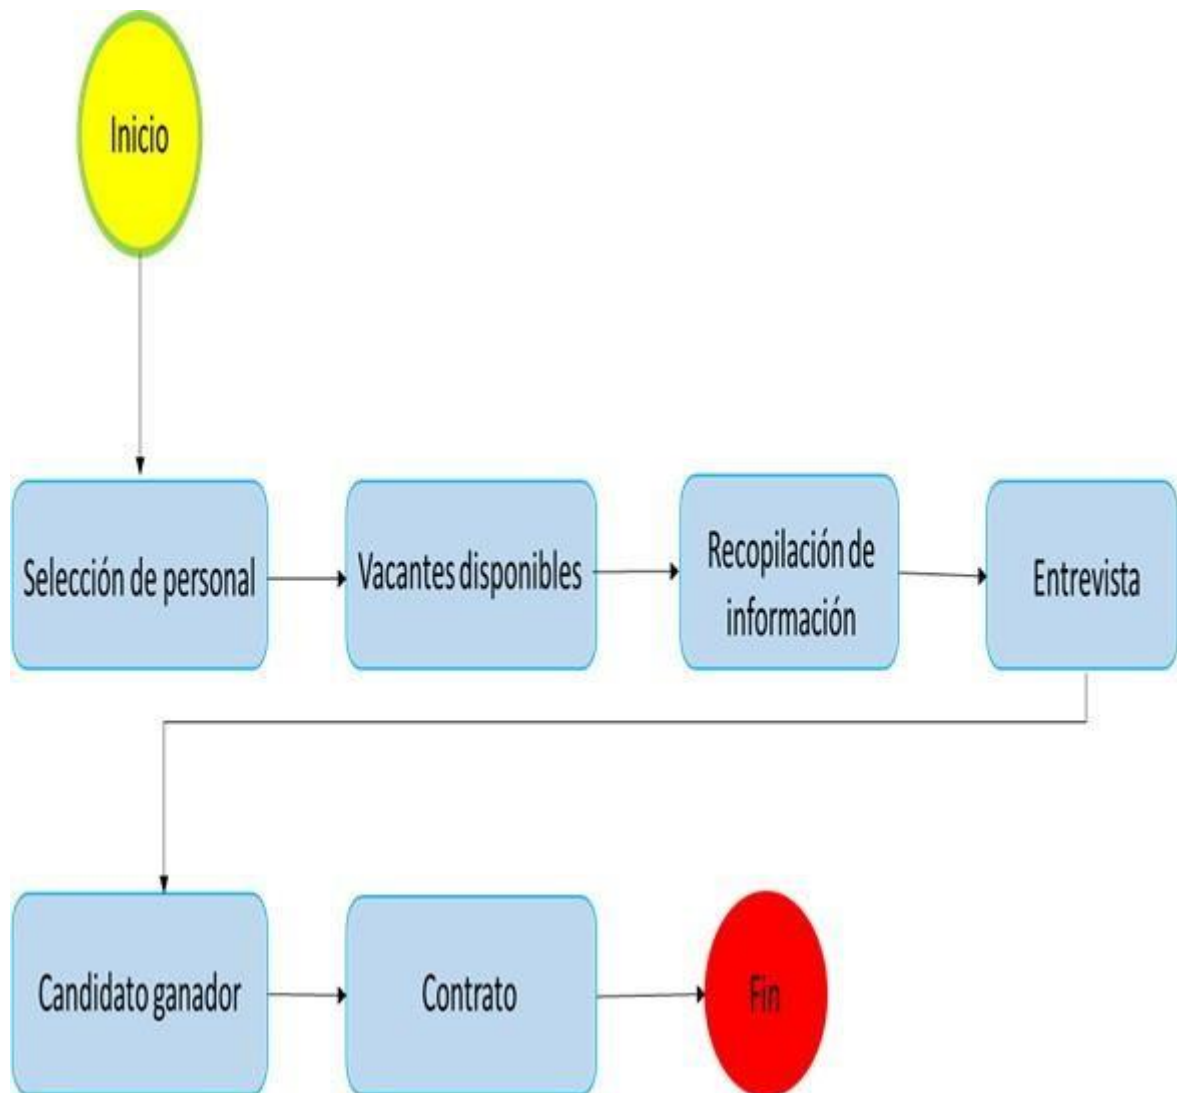 Inicio
Selección de personal
Vacantes disponibles
Recopilación de
información
Entrevista
Candidato ganador
Contrato
Fin